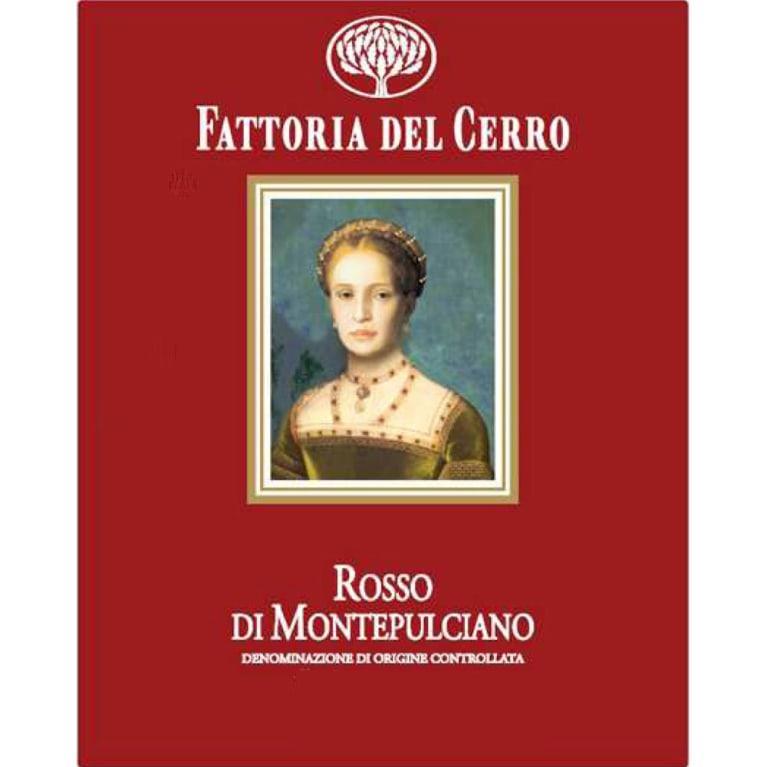 FATTORIA DEL CERRO
ROSSO
DI MONTEPULCIANO
DENOMINAZIONE DI ORIGINE CONTROLLATA